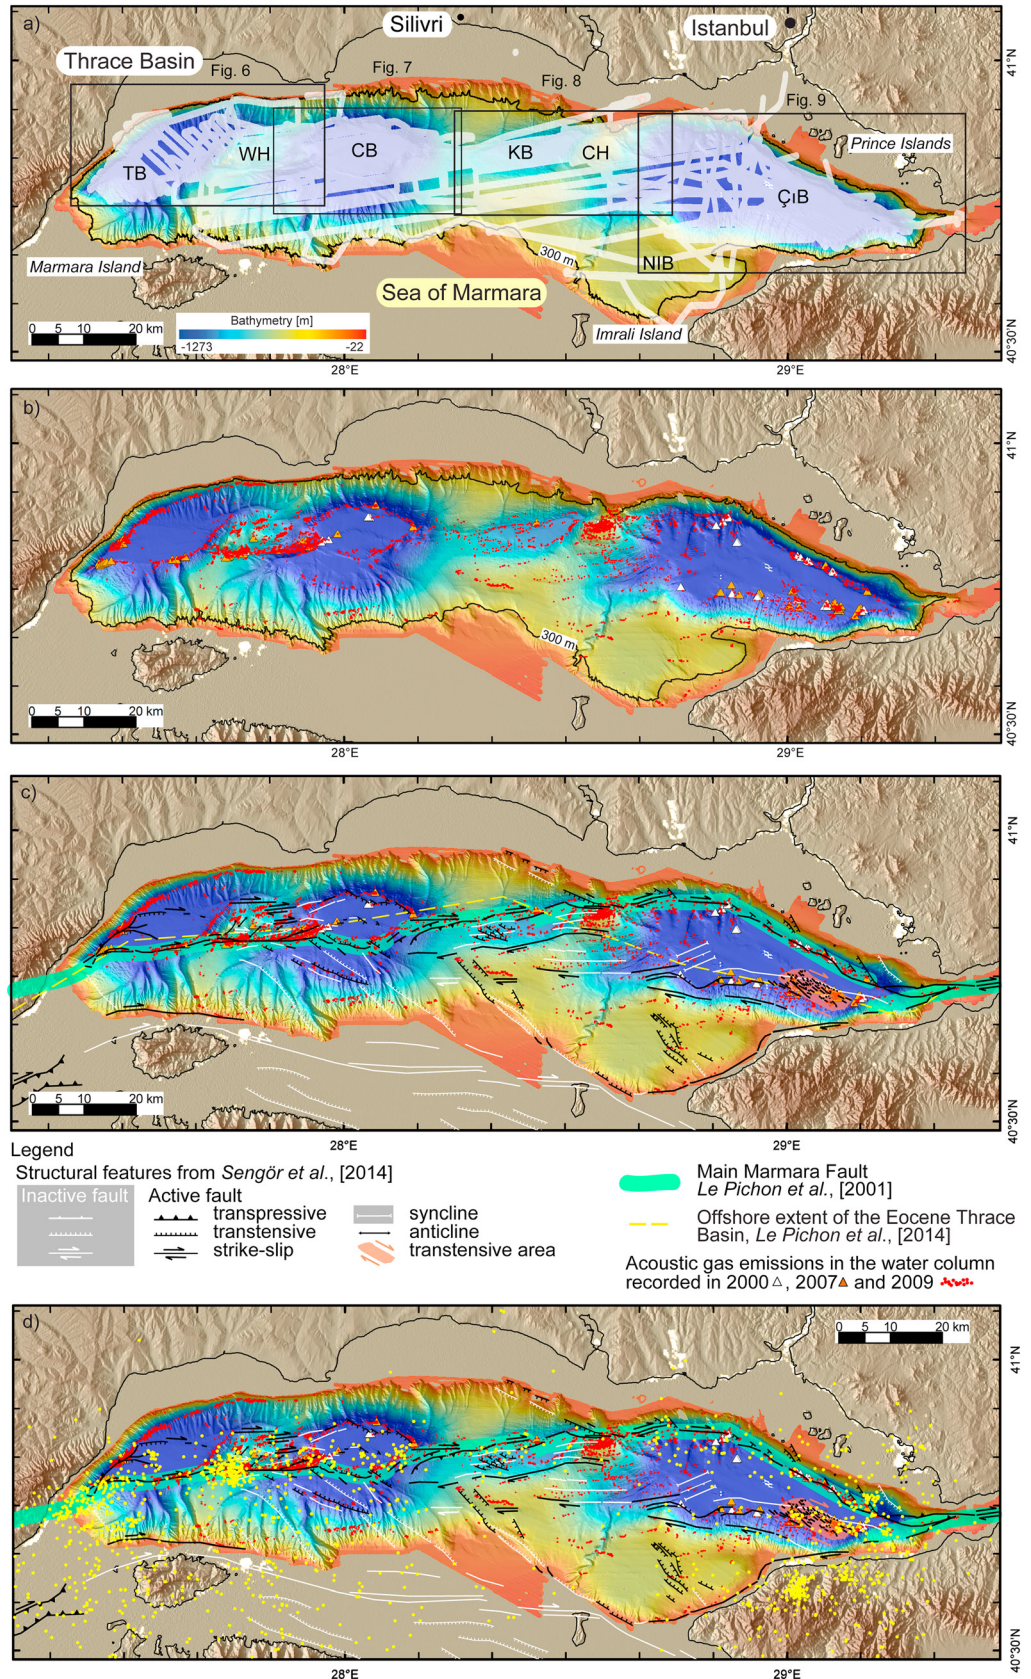 a)
Silivri
Istanbul
41°N
Thrace Basin
Fig. 6
Fig. 7
Fig. 8
Fig. 9
Prince Islands
TB
WH
CB
KB
CH
ÇıB
Marmara Island
300 m
NIB
Sea of Marmara
Imrali Island
Bathymetry [m]
-1273
-22
0 5 10 20 km
40°30'N
28°E
29°E
b)
41°N
300 m
0 5 10 20 km
40°30'N
28°E
29°E
c)
41°N
0 5 10 20 km
40°30'N
28°E
29°E
Legend
Structural features from Sengör et al., [2014]
Inactive fault
Active fault
transpressive
transtensive
strike-slip
syncline
anticline
transtensive area
Main Marmara Fault
Le Pichon et al., [2001]
Offshore extent of the Eocene Thrace
Basin, Le Pichon et al., [2014]
Acoustic gas emissions in the water column
recorded in 2000, 2007 and 2009
d)
0 5 10 20 km
41°N
40°30'N
28°E
29°E